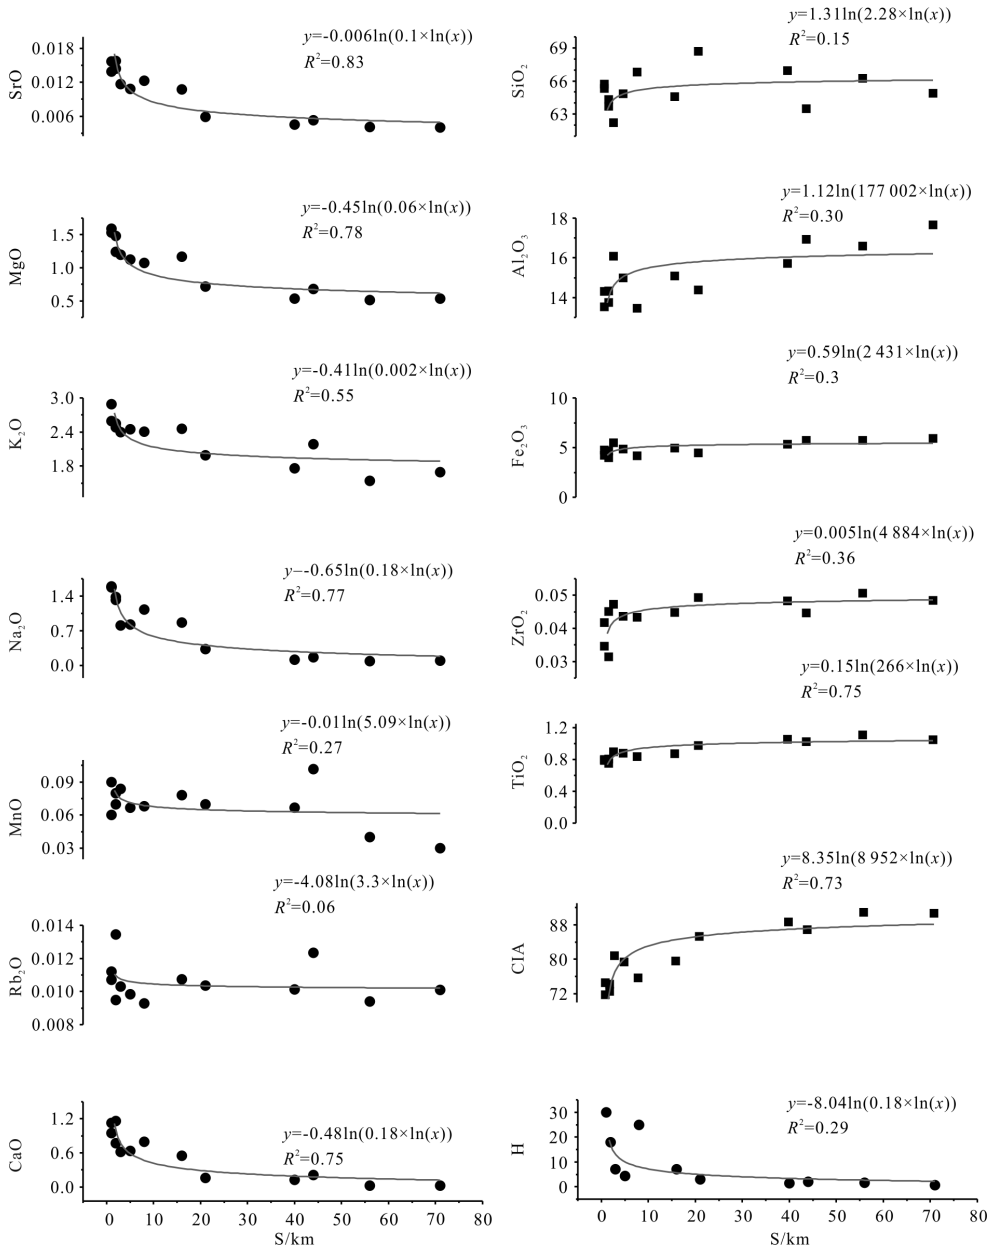 y=-0.006ln(0.1×ln(x))
R²=0.83
SrO
0.018
0.012
0.006
y=-0.45ln(0.06×ln(x))
R²=0.78
MgO
1.5
1.0
0.5
y=-0.41ln(0.002×ln(x))
R²=0.55
K₂O
3.0
2.4
1.8
y=-0.65ln(0.18×ln(x))
R²=0.77
Na₂O
1.4
0.7
0.0
y=-0.01ln(5.09×ln(x))
R²=0.27
MnO
0.09
0.06
0.03
y=-4.08ln(3.3×ln(x))
R²=0.06
Rb₂O
0.014
0.012
0.010
0.008
y=-0.48ln(0.18×ln(x))
R²=0.75
CaO
1.2
0.6
0.0
0 10 20 30 40 50 60 70 80
S/km
y=1.31ln(2.28×ln(x))
R²=0.15
SiO₂
69
66
63
y=1.12ln(177 002×ln(x))
R²=0.30
Al₂O₃
18
16
14
y=0.59ln(2 431×ln(x))
R²=0.3
Fe₂O₃
10
5
0
y=0.005ln(4 884×ln(x))
R²=0.36
ZrO₂
0.05
0.04
0.03
y=0.15ln(266×ln(x))
R²=0.75
TiO₂
1.2
0.8
0.4
0.0
y=8.35ln(8 952×ln(x))
R²=0.73
CIA
88
80
72
y=-8.04ln(0.18×ln(x))
R²=0.29
H
30
20
10
0
0 10 20 30 40 50 60 70 80
S/km